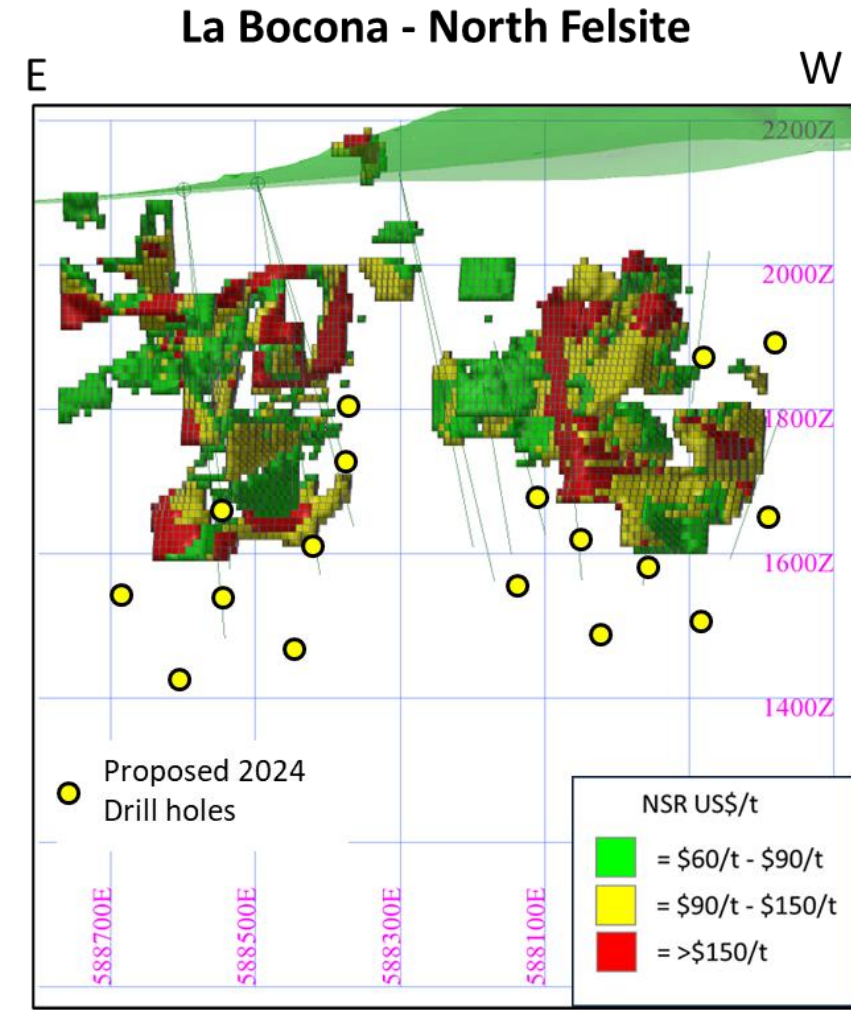 La Bocona - North Felsite
E
W
2200Z
2000Z
1800Z
1600Z
1400Z
Proposed 2024
Drill holes
NSR US$/t
= $60/t - $90/t
= $90/t - $150/t
= >$150/t
588700E
588500E
588300E
588100E